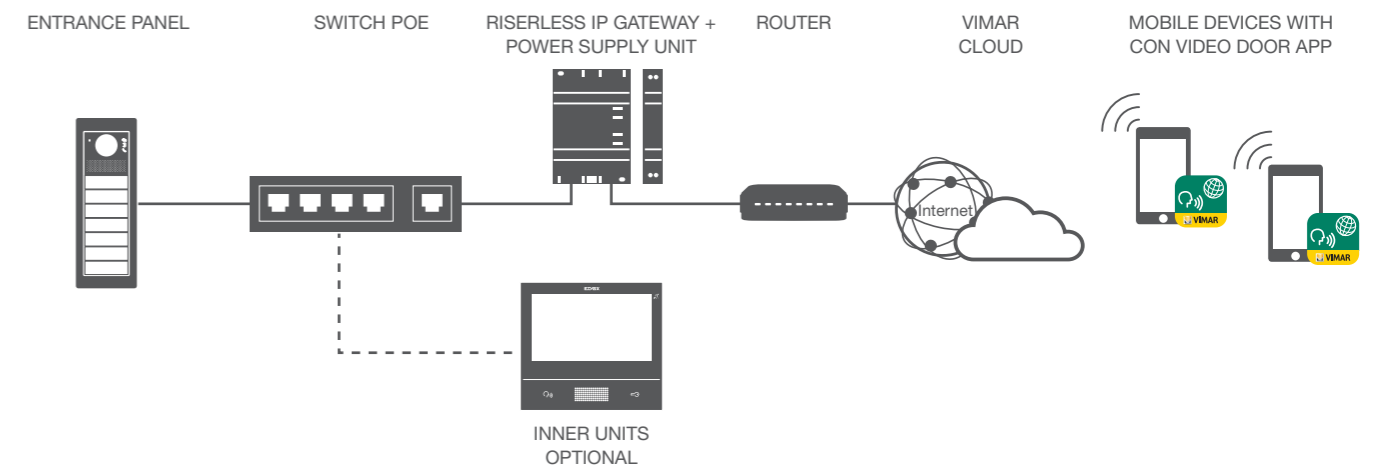 ENTRANCE PANEL
SWITCH POE
RISERLESS IP GATEWAY +
POWER SUPPLY UNIT
ROUTER
VIMAR
CLOUD
MOBILE DEVICES WITH
CON VIDEO DOOR APP
Internet
VIMAR
VIMAR
INNER UNITS
OPTIONAL